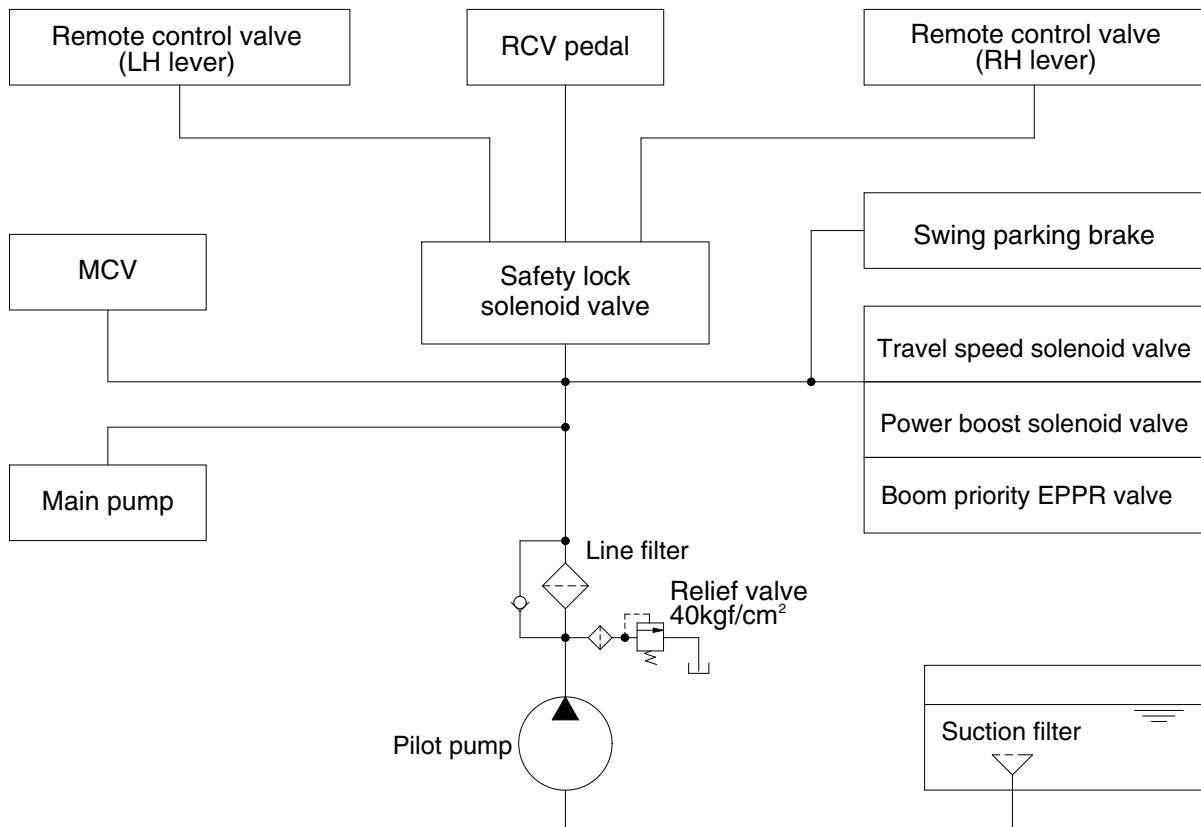 Remote control valve
(LH lever)
RCV pedal
Remote control valve
(RH lever)
Swing parking brake
MCV
Safety lock
solenoid valve
Travel speed solenoid valve
Power boost solenoid valve
Main pump
Boom priority EPPR valve
Line filter
Relief valve
40kgf/cm²
Pilot pump
Suction filter